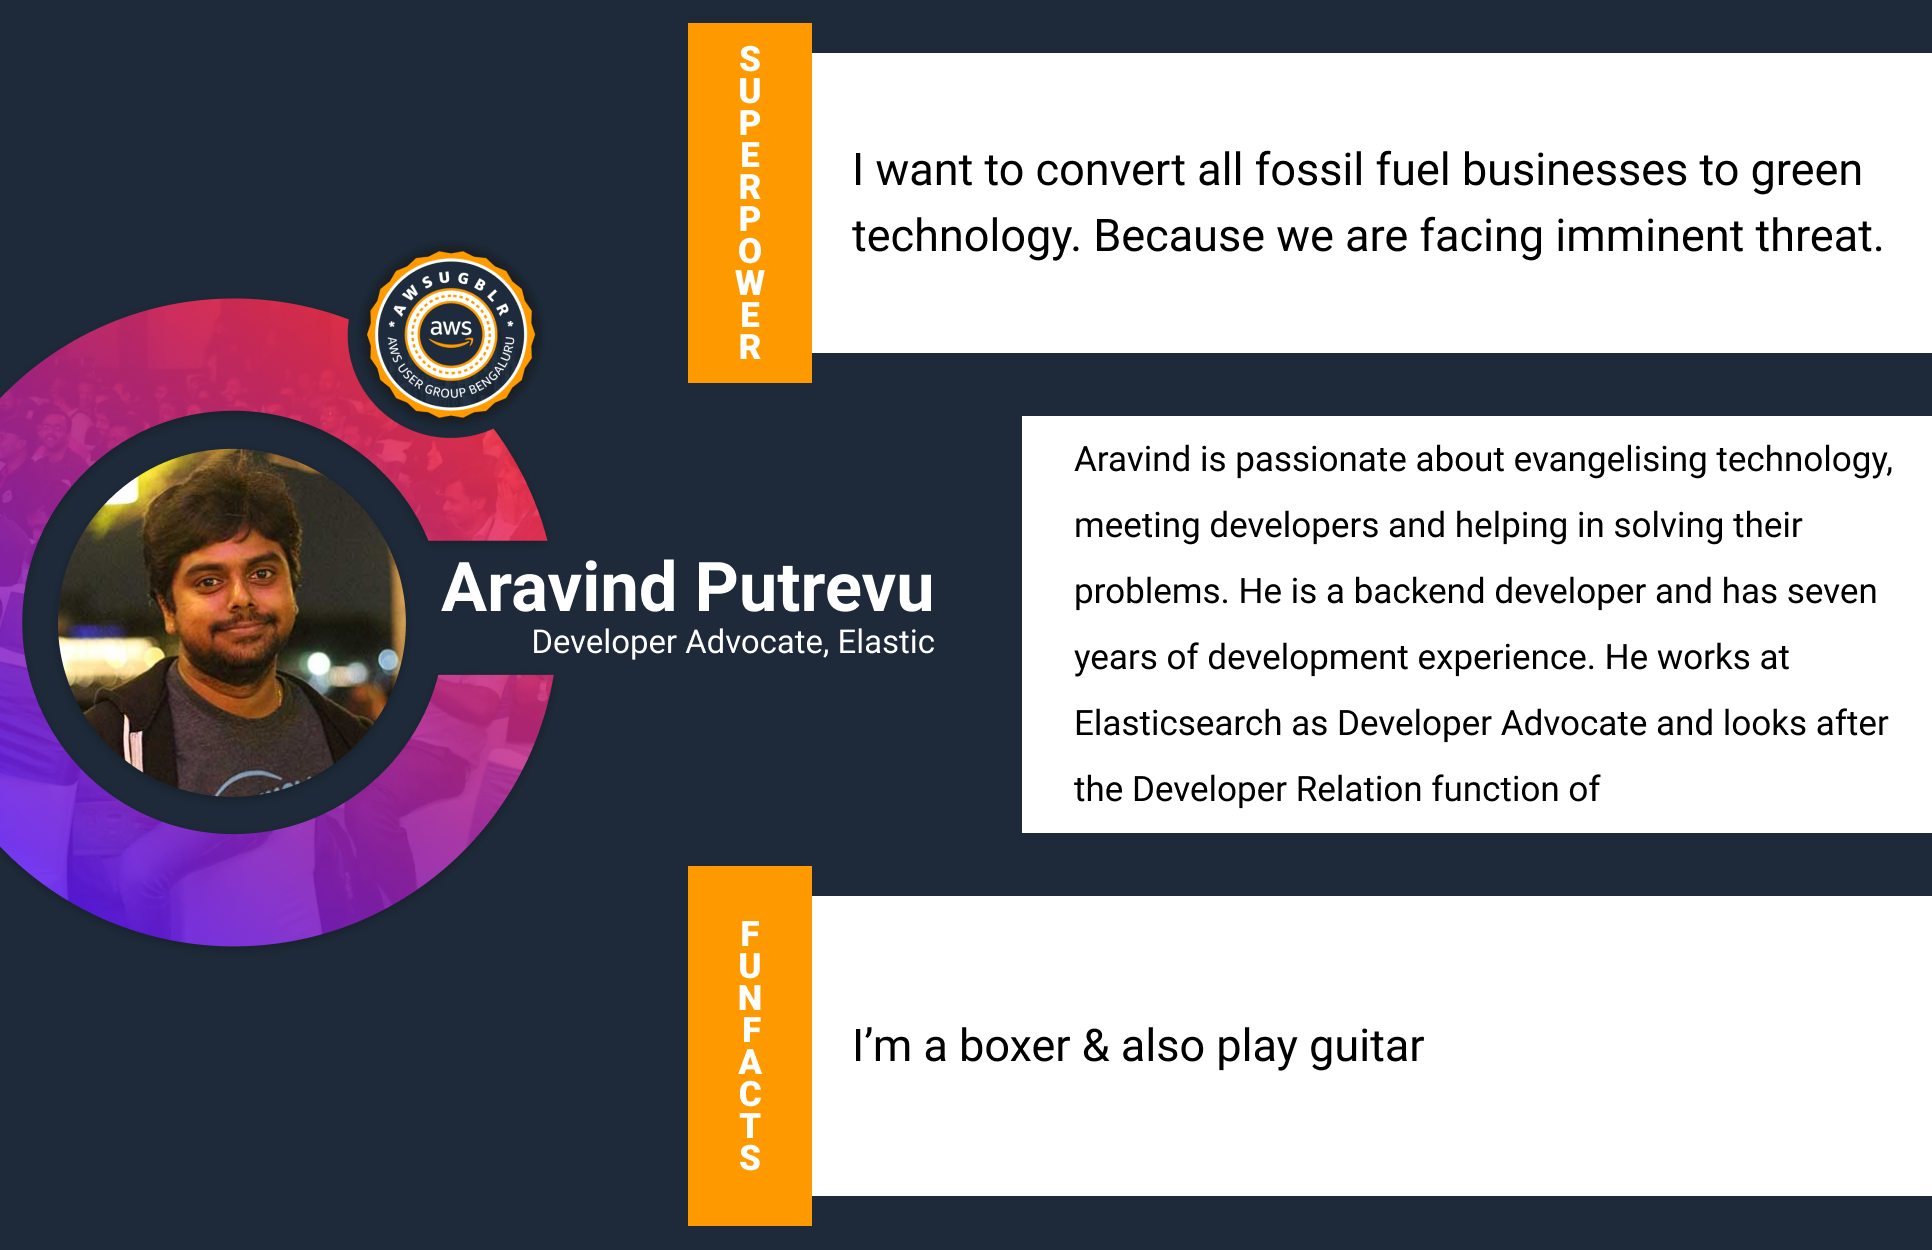 SUPERPOWER
I want to convert all fossil fuel businesses to green
technology. Because we are facing imminent threat.
* AWSUGBLR *
aws
AWS USER GROUP BENGALURU
Aravind Putrevu
Developer Advocate, Elastic
Aravind is passionate about evangelising technology,
meeting developers and helping in solving their
problems. He is a backend developer and has seven
years of development experience. He works at
Elasticsearch as Developer Advocate and looks after
the Developer Relation function of
FUNFACTS
I’m a boxer & also play guitar